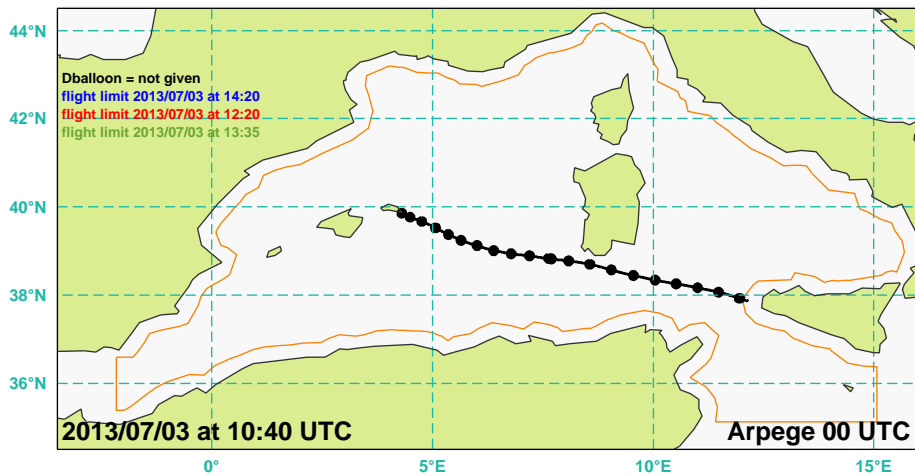 44°N
Dballoon = not given
flight limit 2013/07/03 at 14:20
flight limit 2013/07/03 at 12:20
flight limit 2013/07/03 at 13:35
42°N
40°N
38°N
36°N
2013/07/03 at 10:40 UTC
Arpege 00 UTC
0°
5°E
10°E
15°E